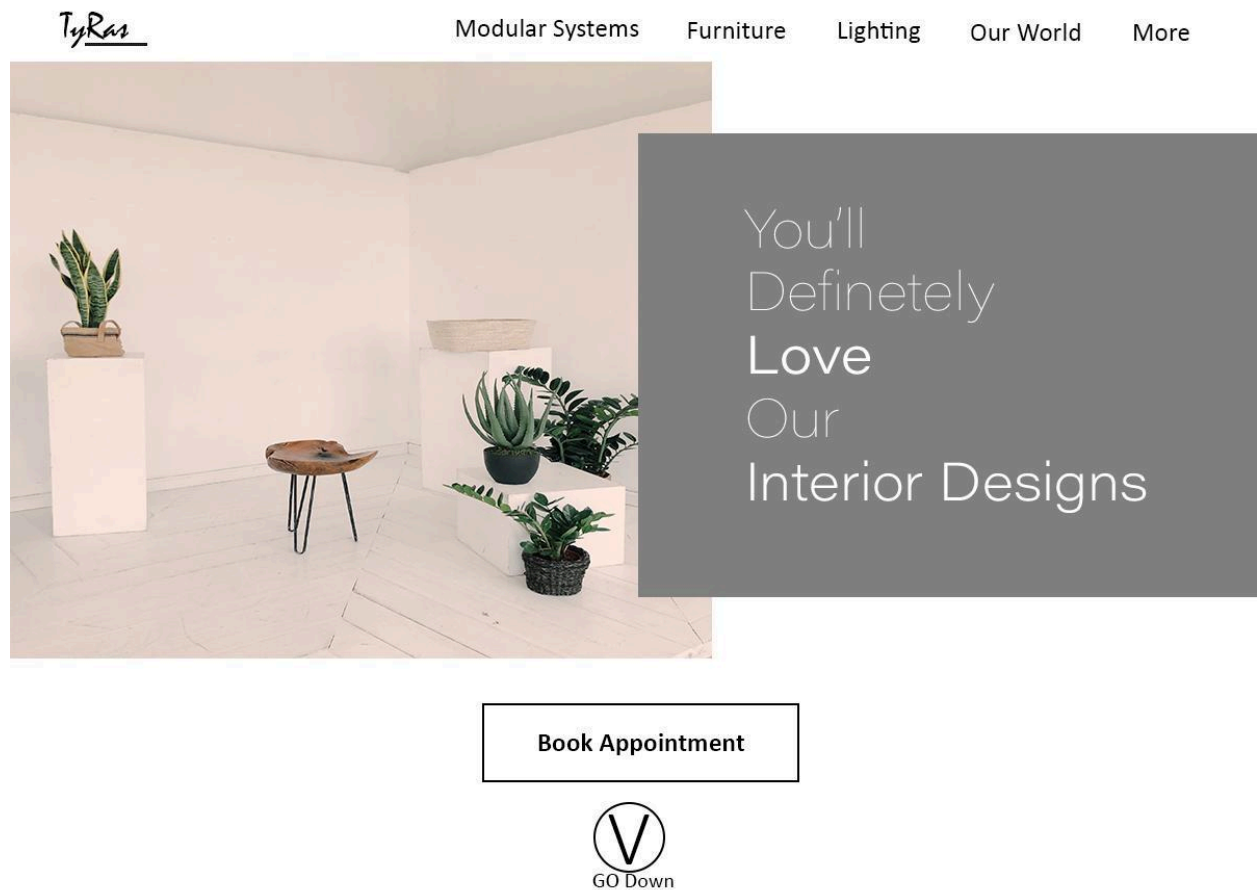 TyRas
Modular Systems Furniture Lighting Our World More
You'll
Definetely
Love
Our
Interior Designs
Book Appointment
V
GO Down